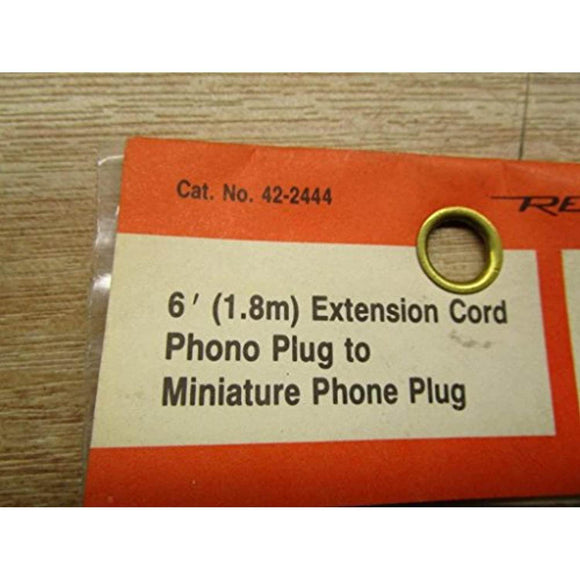 Cat. No. 42-2444
6' (1.8m) Extension Cord
Phono Plug to
Miniature Phone Plug